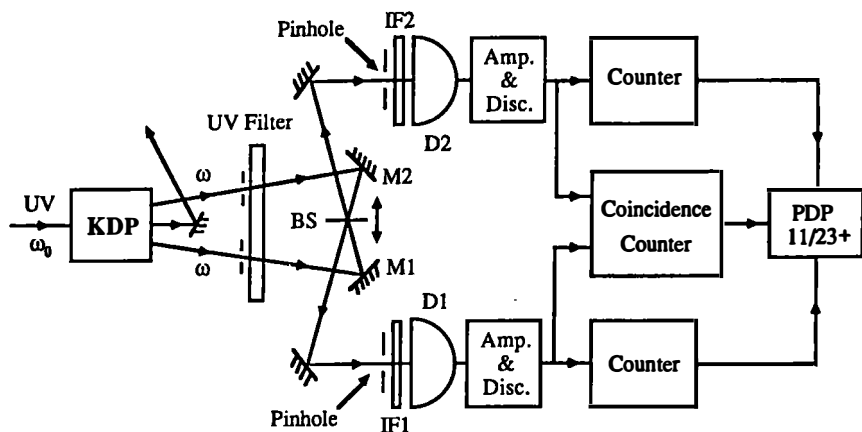 IF2
Pinhole
Amp.
&
Disc.
Counter
D2
UV Filter
ω
M2
UV
ω₀
KDP
BS
Coincidence
Counter
PDP
11/23+
ω
M1
D1
Amp.
&
Disc.
Counter
Pinhole
IF1